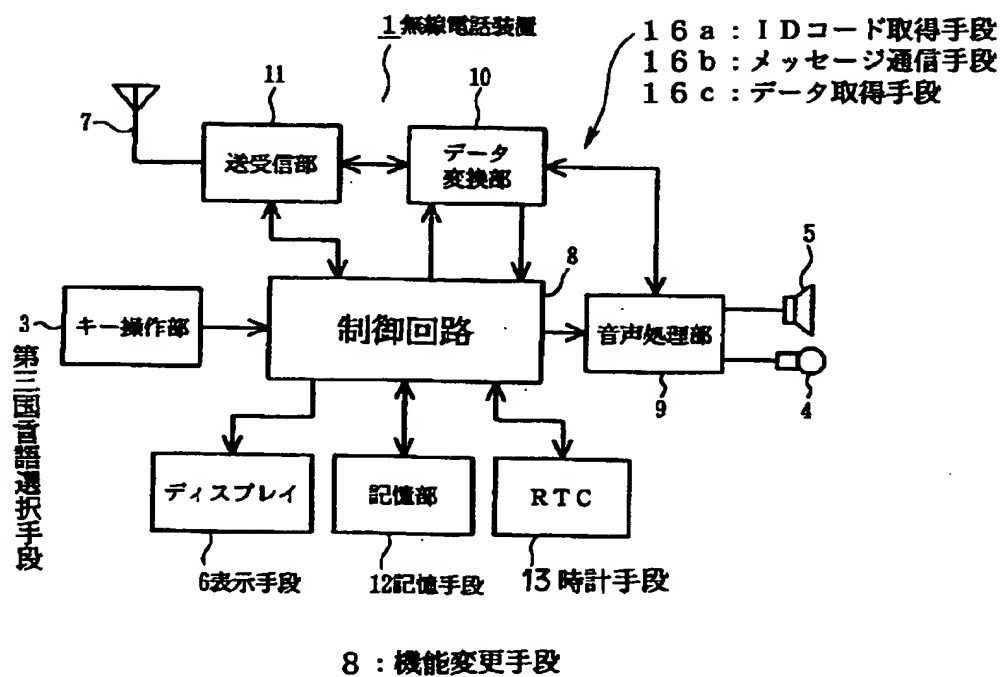 1無線電話装置
16a：IDコード取得手段
16b：メッセージ通信手段
16c：データ取得手段
11
10
7
送受信部
データ
変換部
8
5
3
キー操作部
制御回路
音声処理部
9
4
第三国言語選択手段
ディスプレイ
記憶部
RTC
6表示手段
12記憶手段
13時計手段
8：機能変更手段